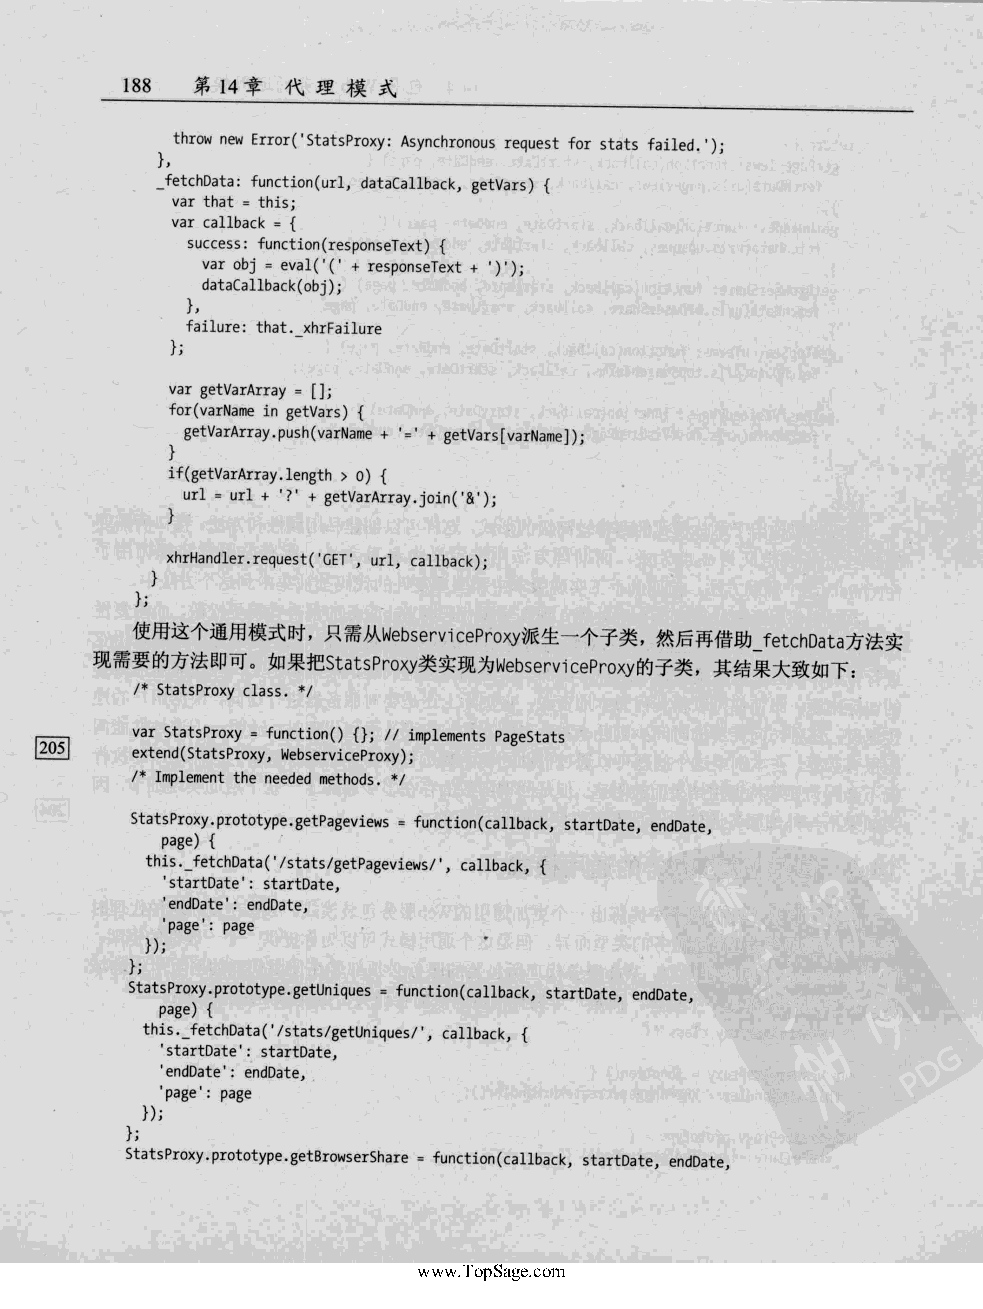 188 第14章 代理模式
throw new Error('StatsProxy: Asynchronous request for stats failed.');
},
_fetchData: function(url, dataCallback, getVars) {
var that = this;
var callback = {
success: function(responseText) {
var obj = eval('(' + responseText + ')');
dataCallback(obj);
},
failure: that._xhrFailure
};
var getVarArray = [];
for(varName in getVars) {
getVarArray.push(varName + '=' + getVars[varName]);
}
if(getVarArray.length > 0) {
url = url + '?' + getVarArray.join('&');
}
xhrHandler.request('GET', url, callback);
}
};
使用这个通用模式时，只需从WebserviceProxy派生一个子类，然后再借助_fetchData方法实
现需要的方法即可。如果把StatsProxy类实现为WebserviceProxy的子类，其结果大致如下：
/* StatsProxy class. */
var StatsProxy = function() {}; // implements PageStats
205
extend(StatsProxy, WebserviceProxy);
/* Implement the needed methods. */
StatsProxy.prototype.getPageviews = function(callback, startDate, endDate,
page) {
this._fetchData('/stats/getPageviews/', callback, {
'startDate': startDate,
'endDate': endDate,
'page': page
});
};
StatsProxy.prototype.getUniques = function(callback, startDate, endDate,
page) {
this._fetchData('/stats/getUniques/', callback, {
'startDate': startDate,
'endDate': endDate,
'page': page
});
};
StatsProxy.prototype.getBrowserShare = function(callback, startDate, endDate,
PDG
www.TopSage.com